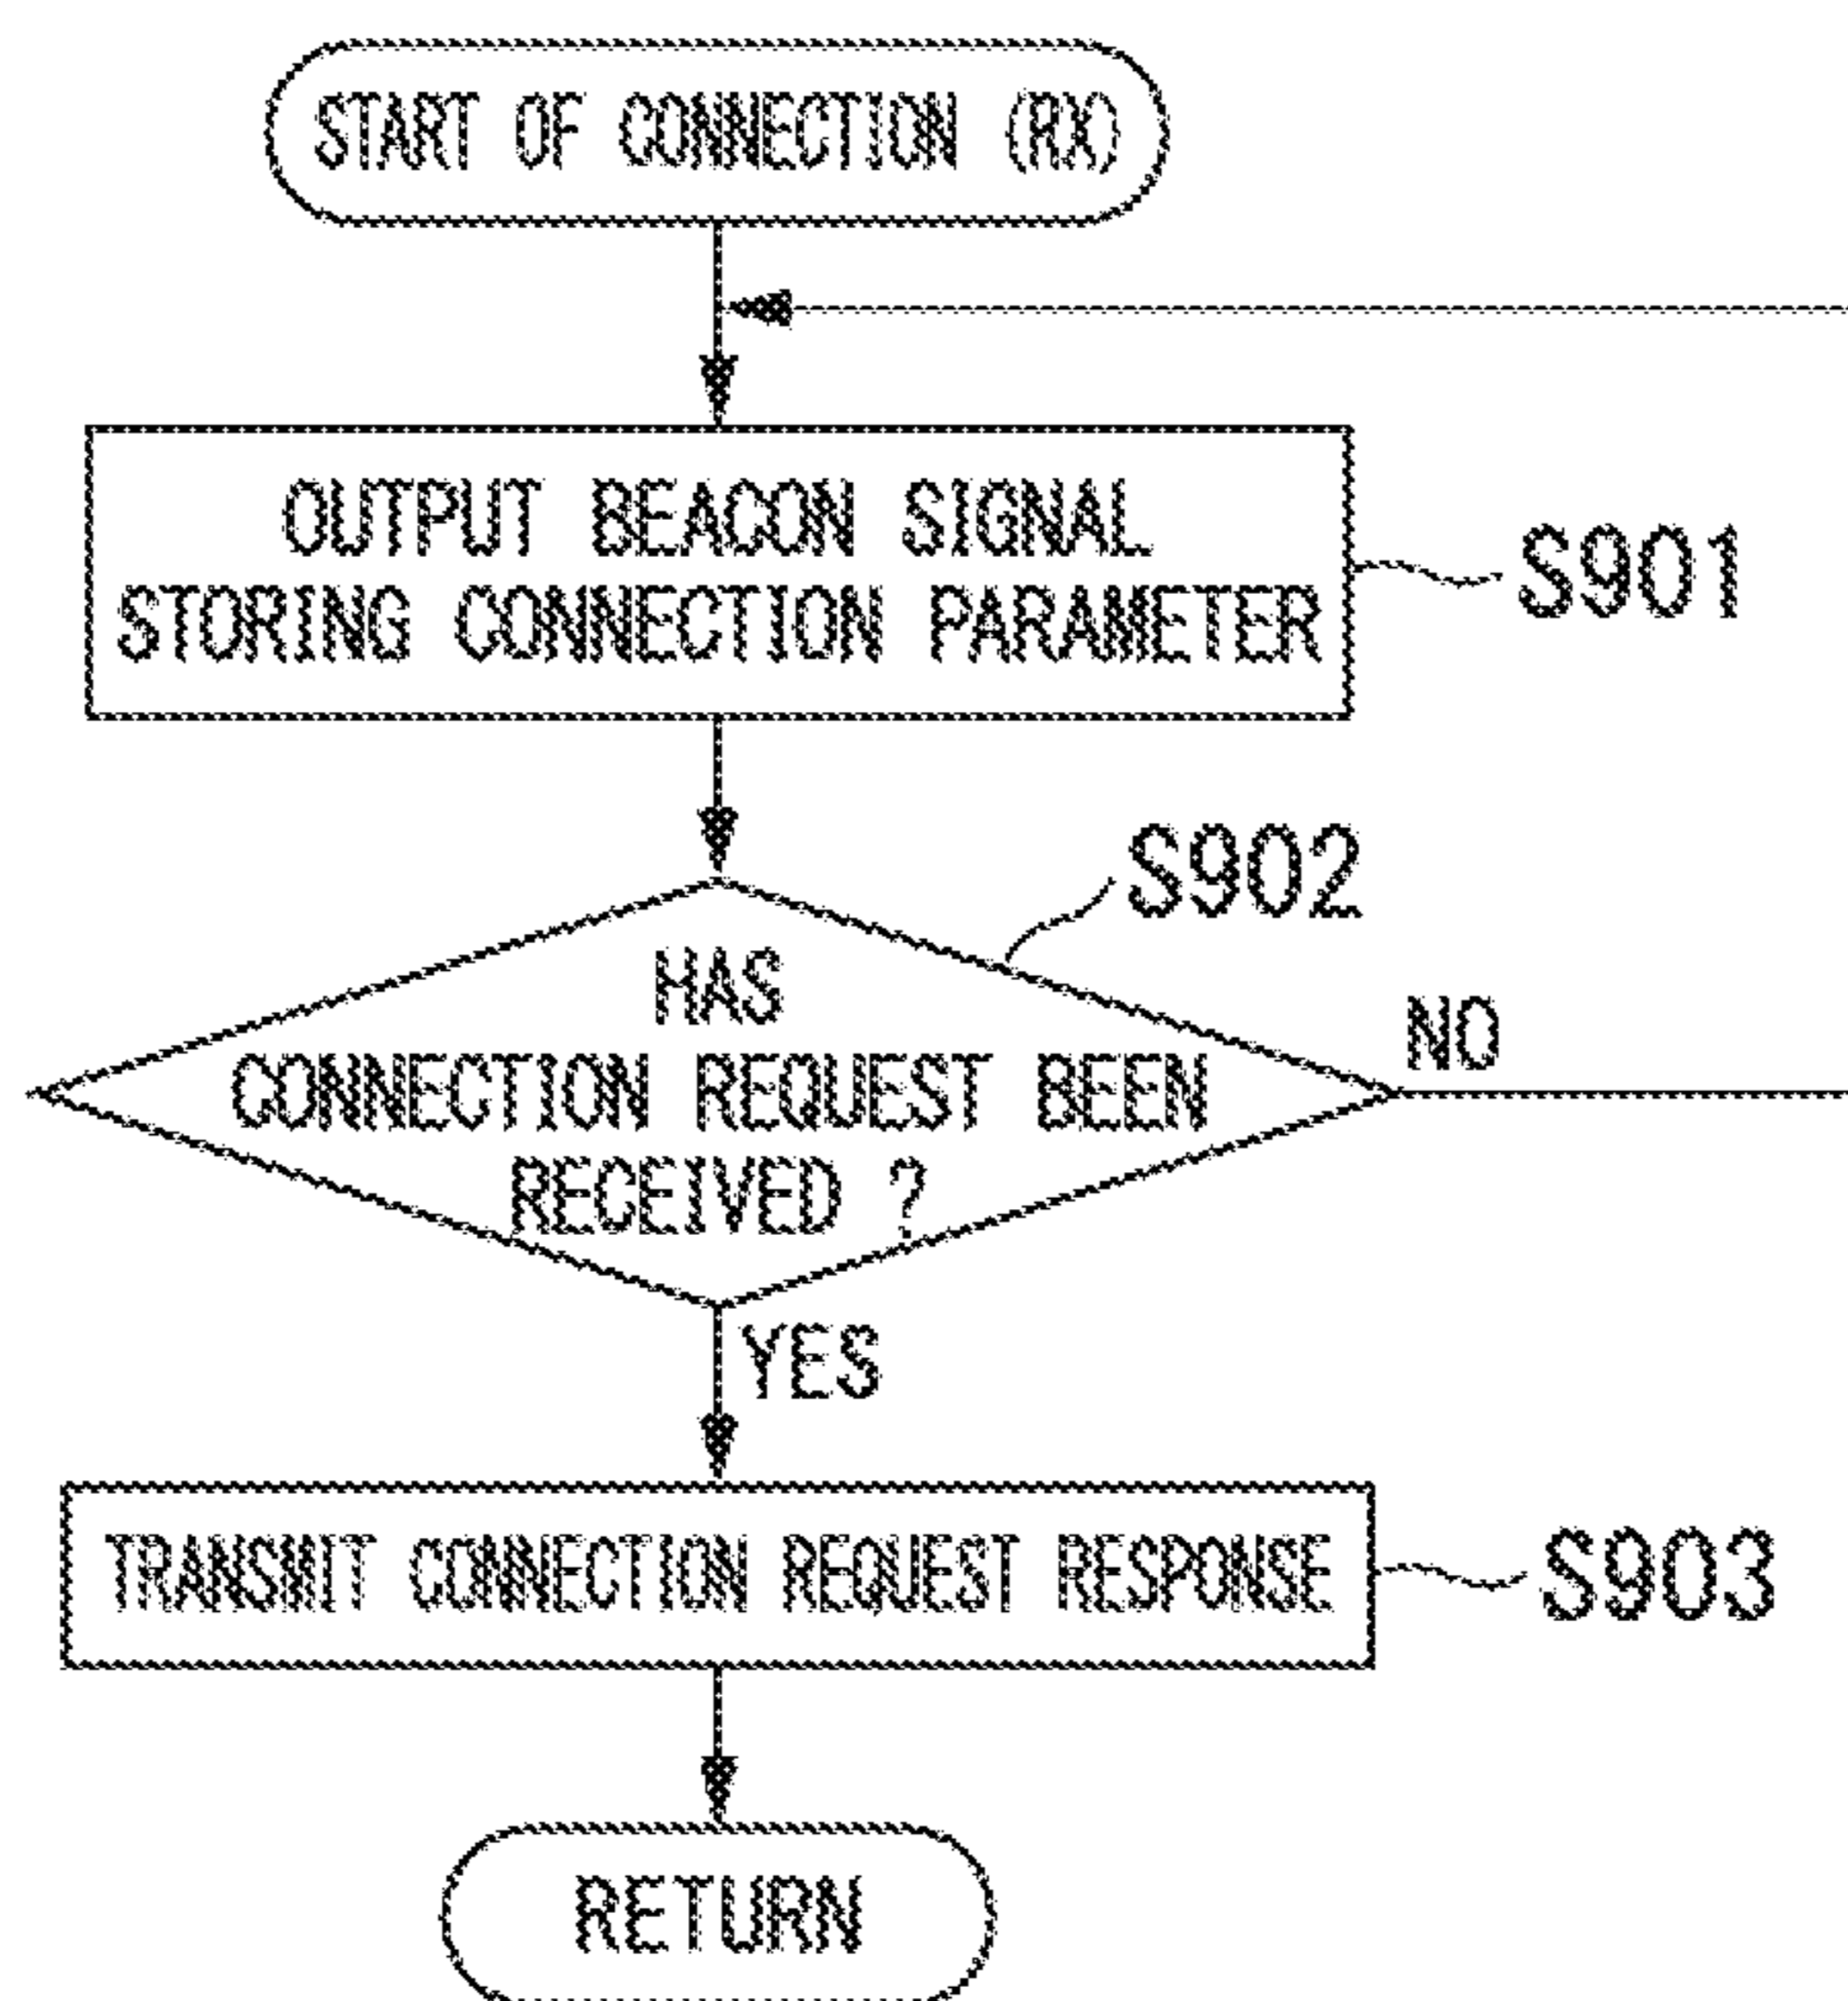 START OF CONNECTION (RX)
OUTPUT BEACON SIGNAL
STORING CONNECTION PARAMETER
S901
S902
HAS
CONNECTION REQUEST BEEN
RECEIVED ?
NO
YES
TRANSMIT CONNECTION REQUEST RESPONSE
S903
RETURN